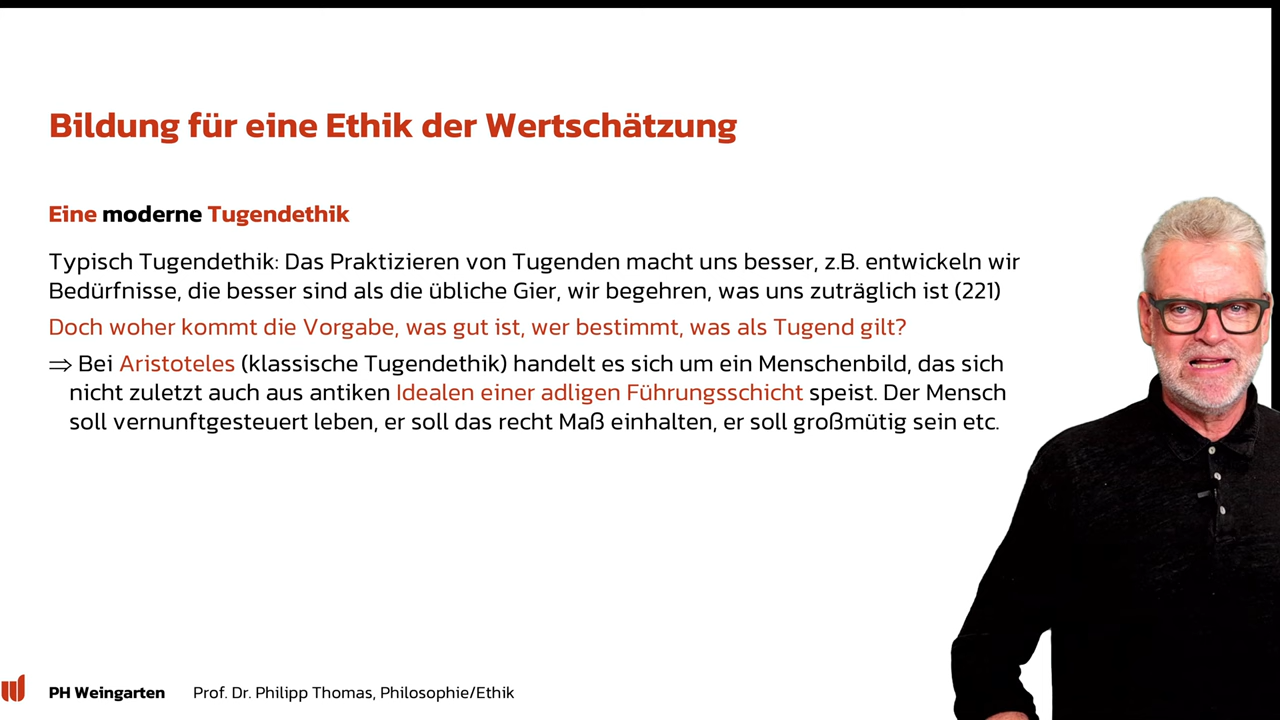 Bildung für eine Ethik der Wertschätzung
Eine moderne Tugendethik
Typisch Tugendethik: Das Praktizieren von Tugenden macht uns besser, z.B. entwickeln wir
Bedürfnisse, die besser sind als die übliche Gier, wir begehren, was uns zuträglich ist (221)
Doch woher kommt die Vorgabe, was gut ist, wer bestimmt, was als Tugend gilt?
⇒ Bei Aristoteles (klassische Tugendethik) handelt es sich um ein Menschenbild, das sich
nicht zuletzt auch aus antiken Idealen einer adligen Führungsschicht speist. Der Mensch
soll vernunftgesteuert leben, er soll das recht Maß einhalten, er soll großmütig sein etc.
PH Weingarten Prof. Dr. Philipp Thomas, Philosophie/Ethik